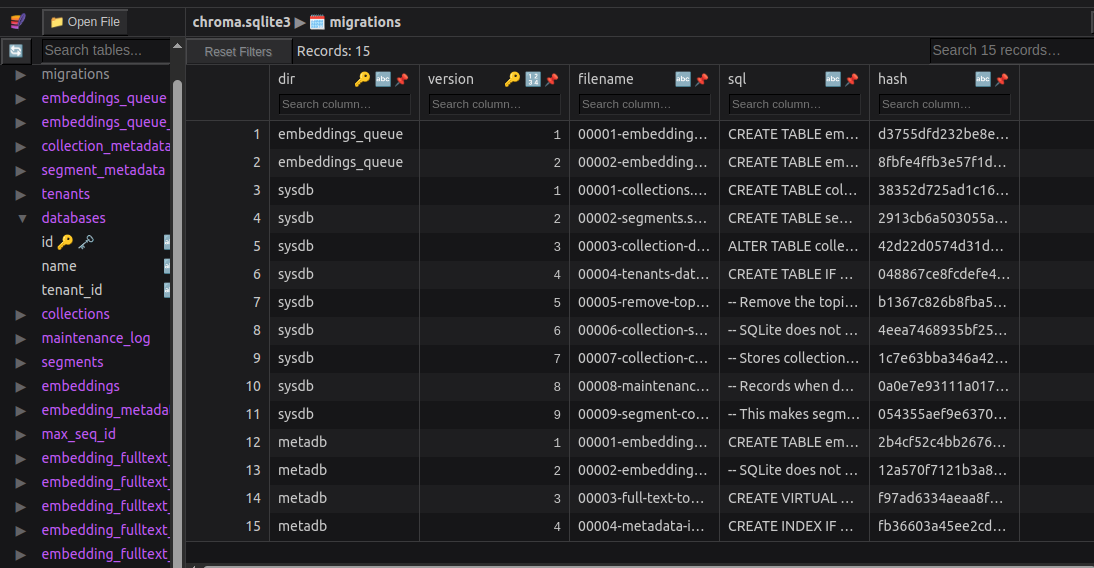 Open File
chroma.sqlite3 ▶ migrations
Search tables...
Reset Filters
Records: 15
Search 15 records…
migrations
embeddings_queue
embeddings_queue_
collection_metadata
segment_metadata
tenants
databases
id
name
tenant_id
collections
maintenance_log
segments
embeddings
embedding_metada
max_seq_id
embedding_fulltext_
embedding_fulltext_
embedding_fulltext_
embedding_fulltext_
embedding_fulltext_
dir version filename sql hash
Search column… Search column… Search column… Search column… Search column…
1 embeddings_queue 1 00001-embedding… CREATE TABLE em… d3755dfd232be8e…
2 embeddings_queue 2 00002-embedding… CREATE TABLE em… 8fbfe4ffb3e57f1d…
3 sysdb 1 00001-collections.… CREATE TABLE col… 38352d725ad1c16…
4 sysdb 2 00002-segments.s… CREATE TABLE se… 2913cb6a503055a…
5 sysdb 3 00003-collection-d… ALTER TABLE colle… 42d22d0574d31d…
6 sysdb 4 00004-tenants-dat… CREATE TABLE IF … 048867ce8fcdefe4…
7 sysdb 5 00005-remove-top… -- Remove the topi… b1367c826b8fba5…
8 sysdb 6 00006-collection-s… -- SQLite does not … 4eea7468935bf25…
9 sysdb 7 00007-collection-c… -- Stores collection… 1c7e63bba346a42…
10 sysdb 8 00008-maintenanc… -- Records when d… 0a0e7e93111a017…
11 sysdb 9 00009-segment-co… -- This makes segm… 054355aef9e6370…
12 metadb 1 00001-embedding… CREATE TABLE em… 2b4cf52c4bb2676…
13 metadb 2 00002-embedding… -- SQLite does not … 12a570f7121b3a8…
14 metadb 3 00003-full-text-to… CREATE VIRTUAL … f97ad6334aeaa8f…
15 metadb 4 00004-metadata-i… CREATE INDEX IF … fb36603a45ee2cd…